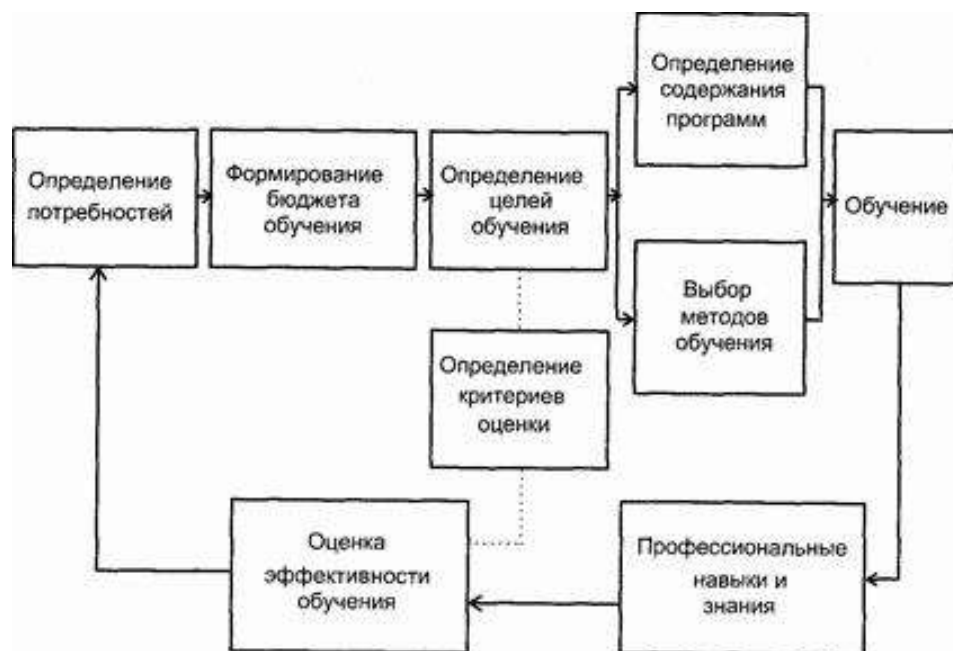 Определение
потребностей
Формирование
бюджета
обучения
Определение
целей
обучения
Определение
содержания
программ
Выбор
методов
обучения
Обучение
Определение
критериев
оценки
Оценка
эффективности
обучения
Профессиональные
навыки и
знания